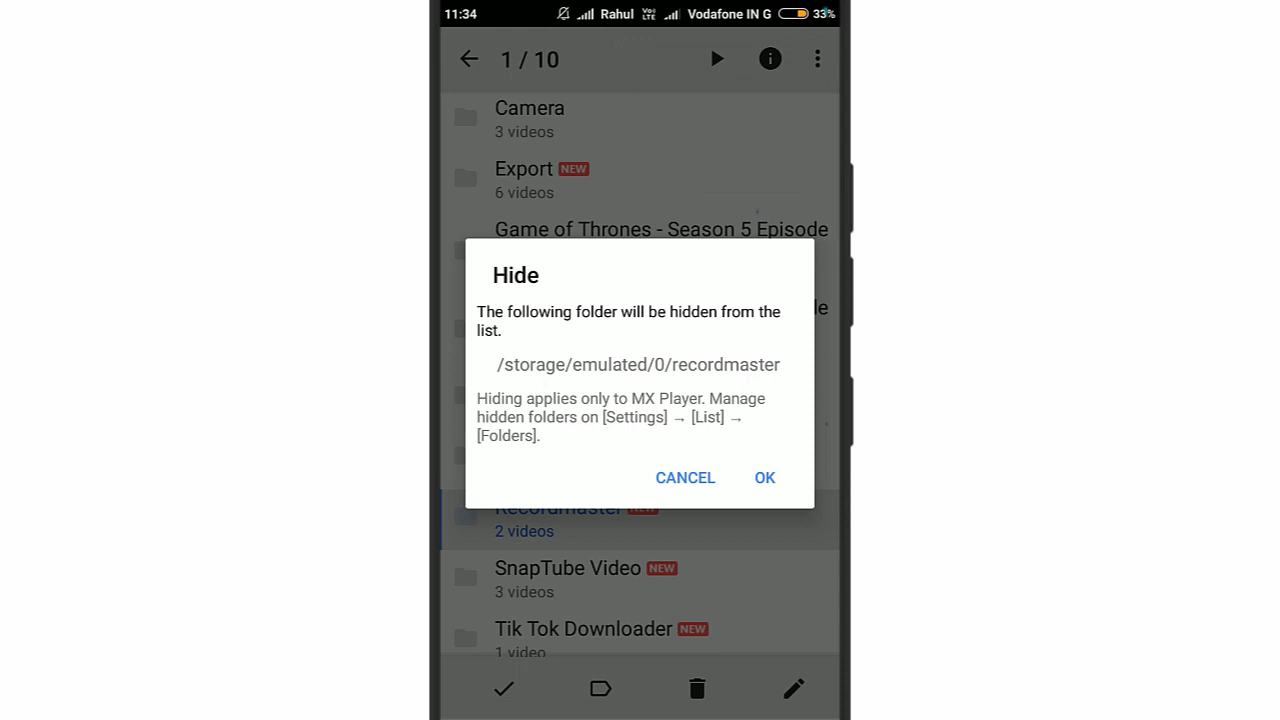 11:34 Rahul Vo LTE Vodafone IN G 33%
1 / 10
Camera
3 videos
Export NEW
6 videos
Game of Thrones - Season 5 Episode
Hide
The following folder will be hidden from the
list.
/storage/emulated/0/recordmaster
Hiding applies only to MX Player. Manage
hidden folders on [Settings] → [List] →
[Folders].
CANCEL OK
Recordmaster NEW
2 videos
SnapTube Video NEW
3 videos
Tik Tok Downloader NEW
1 video